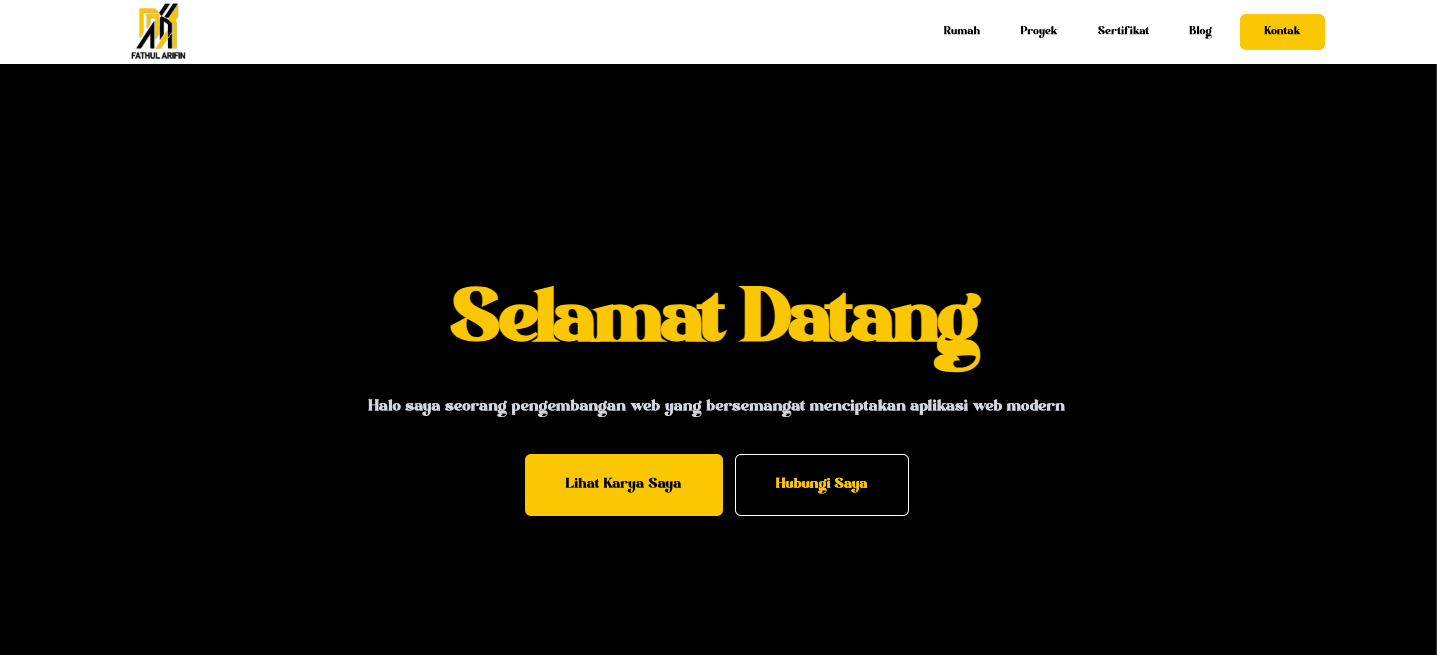 FATHUL ARIFIN
Rumah Proyek Sertifikat Blog Kontak
Selamat Datang
Halo saya seorang pengembangan web yang bersemangat menciptakan aplikasi web modern
Lihat Karya Saya Hubungi Saya